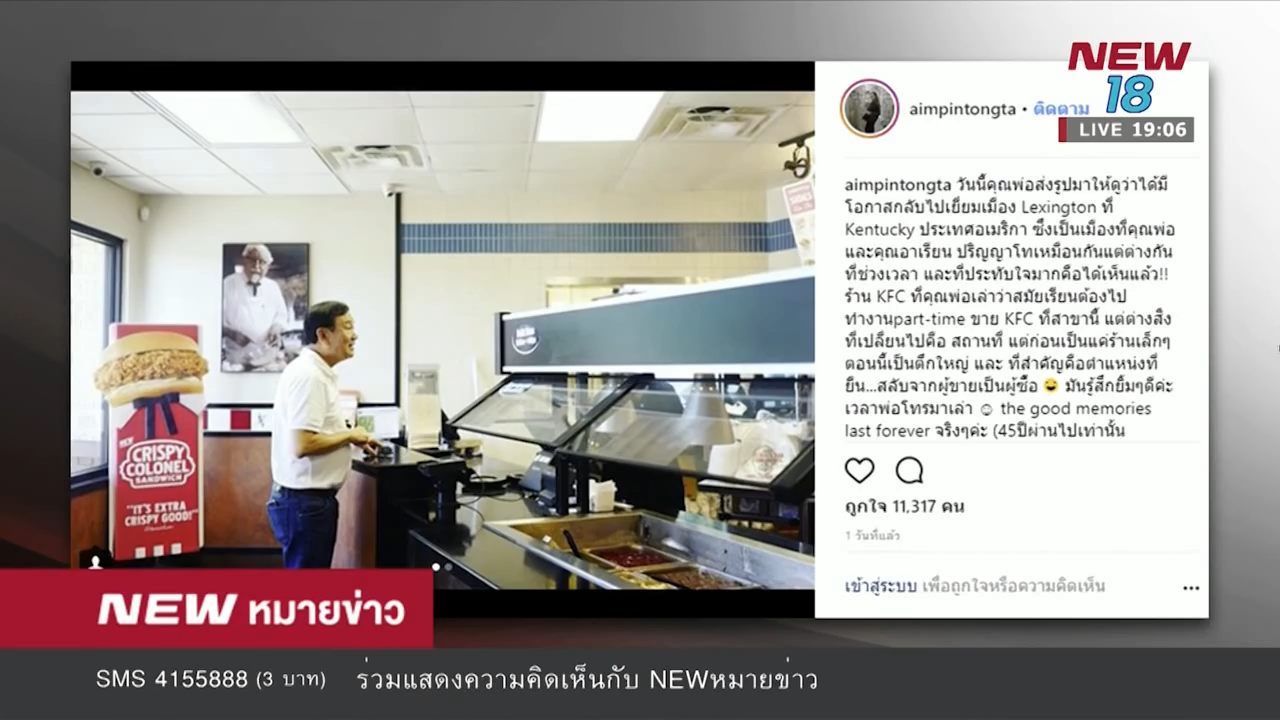 NEW
18
LIVE 19:06
aimpintongta • ติดตาม
aimpintongta วันนี้คุณพ่อส่งรูปมาให้ดูว่าได้มี
โอกาสกลับไปเยี่ยมเมือง Lexington ที่
Kentucky ประเทศอเมริกา ซึ่งเป็นเมืองที่คุณพ่อ
และคุณอาเรียน ปริญญาโทเหมือนกันแต่ต่างกัน
ที่ช่วงเวลา และที่ประทับใจมากคือได้เห็นแล้ว!!
ร้าน KFC ที่คุณพ่อเล่าว่าสมัยเรียนต้องไป
ทำงานpart-time ขาย KFC ที่สาขานี้ แต่ต่างสิ่ง
ที่เปลี่ยนไปคือ สถานที่ แต่ก่อนเป็นแค่ร้านเล็กๆ
ตอนนี้เป็นตึกใหญ่ และ ที่สำคัญคือตำแหน่งที่
ยืน...สลับจากผู้ขายเป็นผู้ซื้อ 😄 มันรู้สึกยิ้มๆดีค่ะ
เวลาพ่อโทรมาเล่า ☺ the good memories
last forever จริงๆค่ะ (45ปีผ่านไปเท่านั้น
ถูกใจ 11,317 คน
1 วันที่แล้ว
เข้าสู่ระบบ เพื่อถูกใจหรือความคิดเห็น
NEW
CRISPY
COLONEL
SANDWICH
"IT'S EXTRA
CRISPY GOOD!"
NEW หมายข่าว
SMS 4155888 (3 บาท) ร่วมแสดงความคิดเห็นกับ NEWหมายข่าว